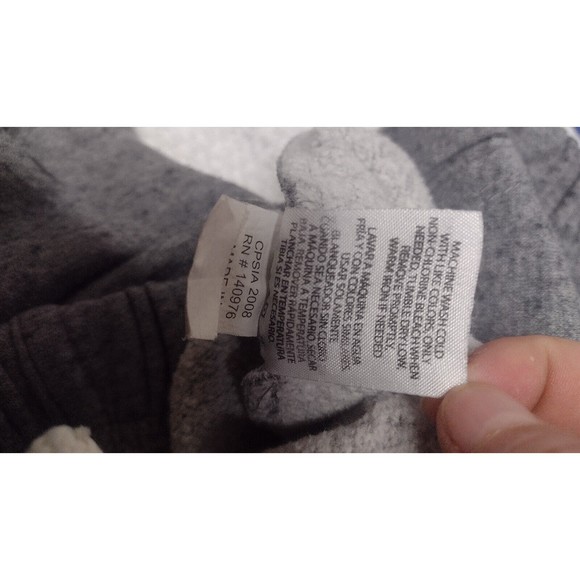 CPSIA 2008
RN # 140976
MACHINE WASH COLD
WITH LIKE COLORS, ONLY
NON-CHLORINE BLEACH WHEN
NEEDED, TUMBLE DRY LOW.
REMOVE PROMPTLY.
WARM IRON IF NEEDED
LAVAR A MAQUINA EN AGUA
FRIA Y CON COLORES SIMILARES
USAR SOLAMENTE
BLANQUEADOR SIN CLORO
CUANDO SEA NECESARIO, SECAR
A MAQUINA A TEMPERATURA
BAJA REMOVER RAPIDAMENTE
PLANCHAR EN TEMPERATURA
TIBIA SI ES NECESARIO